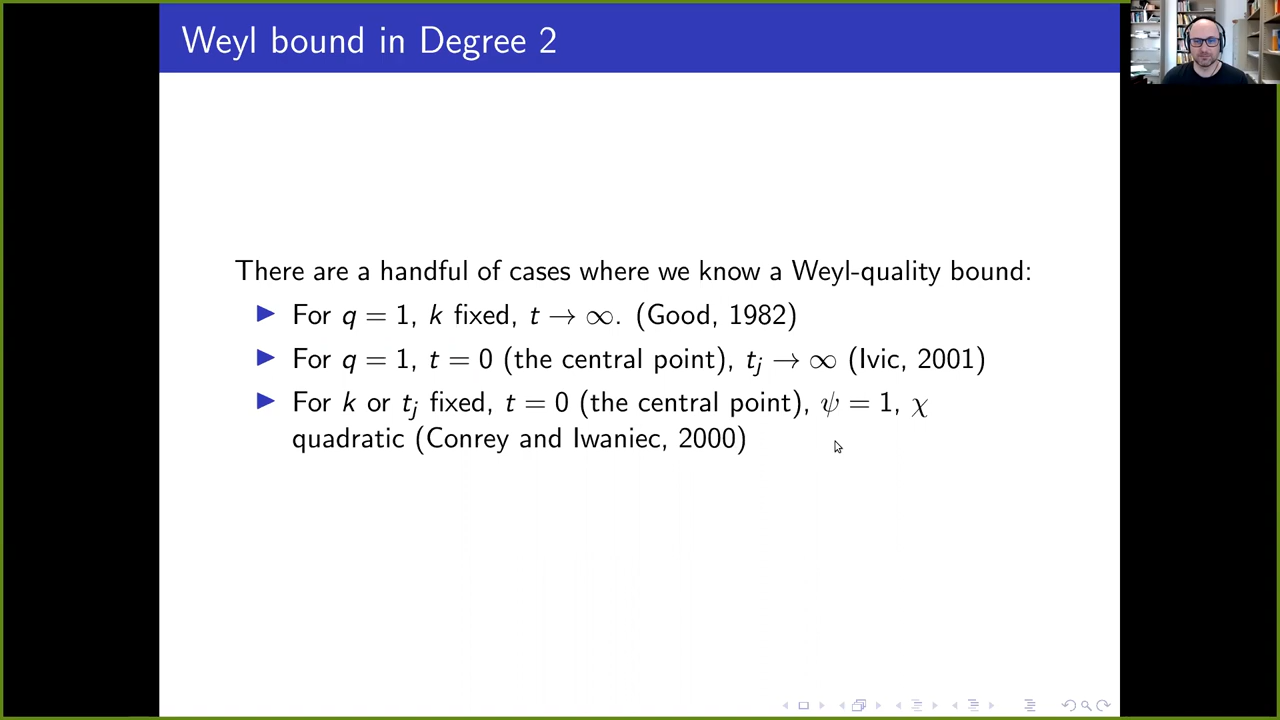 Weyl bound in Degree 2
There are a handful of cases where we know a Weyl-quality bound:
▶ For q = 1, k fixed, t → ∞. (Good, 1982)
▶ For q = 1, t = 0 (the central point), t_j → ∞ (Ivic, 2001)
▶ For k or t_j fixed, t = 0 (the central point), ψ = 1, χ
quadratic (Conrey and Iwaniec, 2000)